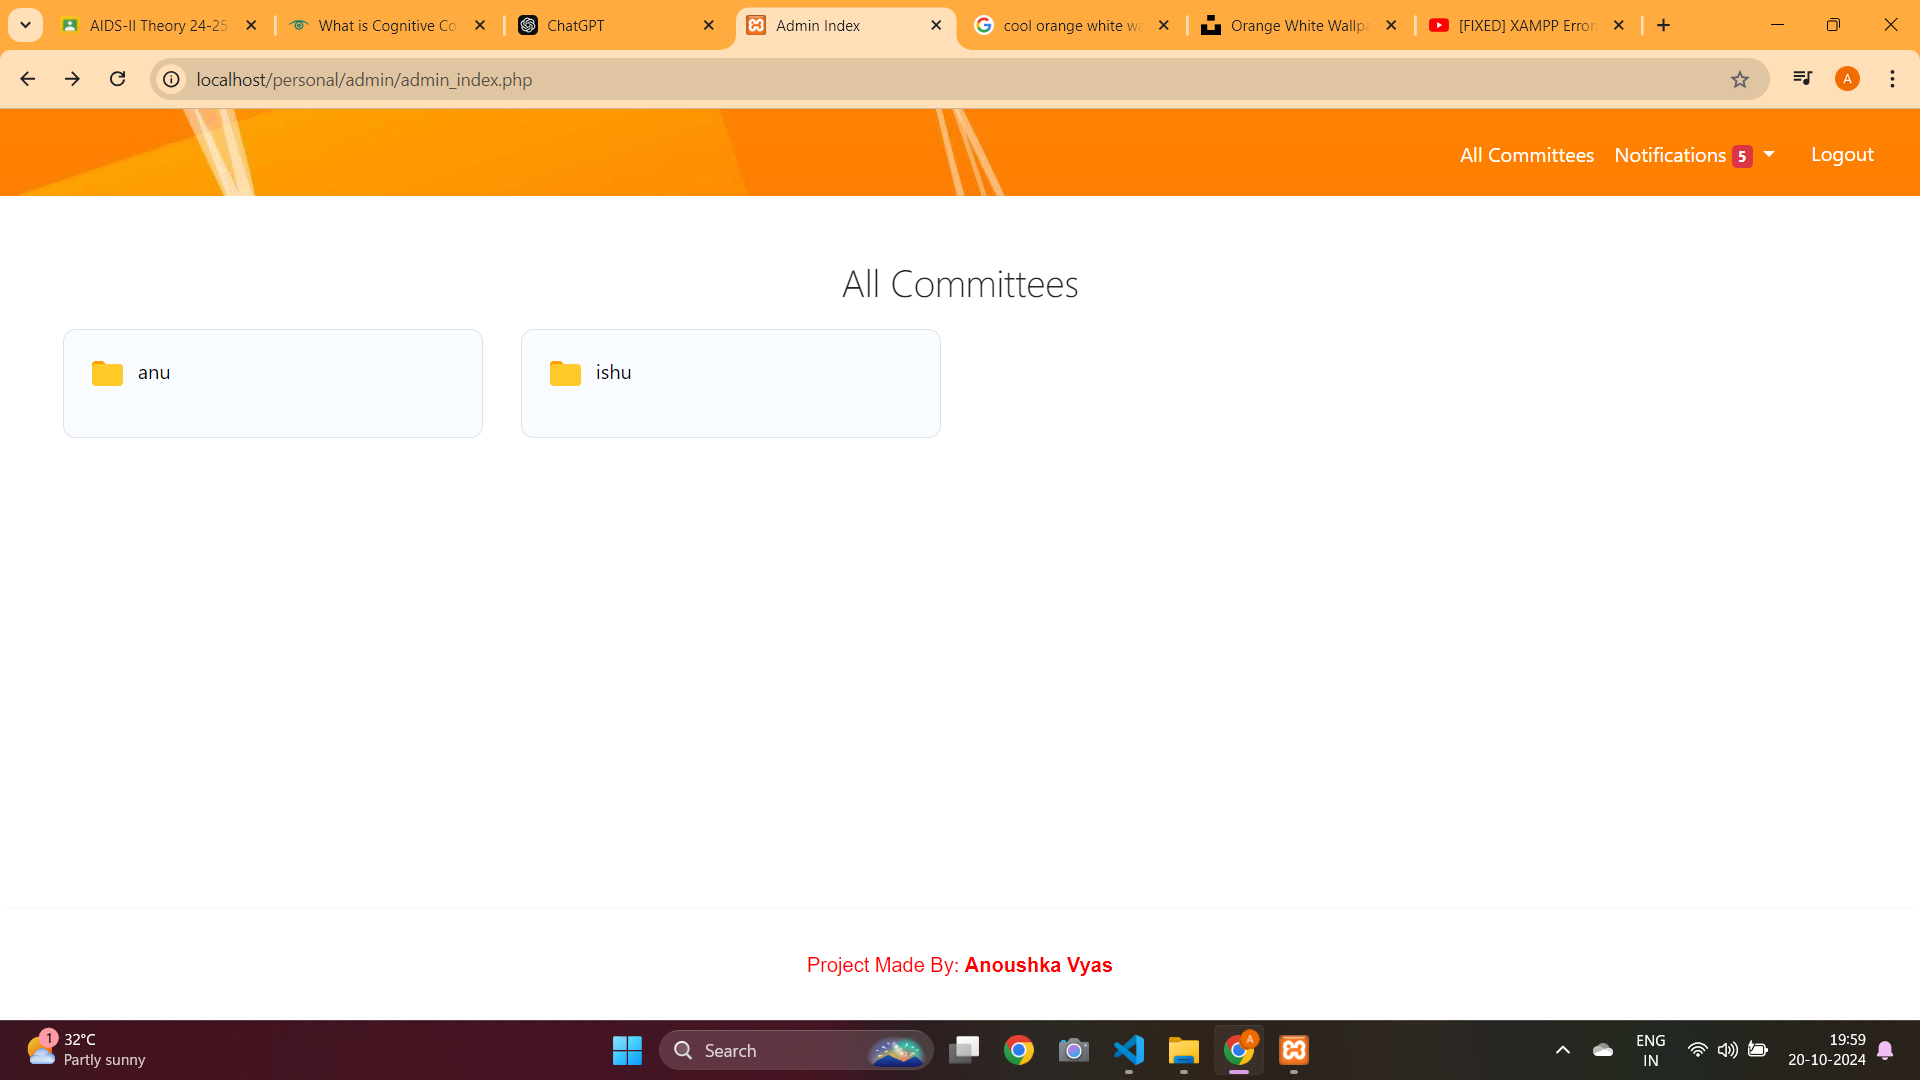 AIDS-II Theory 24-25
What is Cognitive Co
ChatGPT
Admin Index
cool orange white wa
Orange White Wallpa
[FIXED] XAMPP Error
localhost/personal/admin/admin_index.php
A
All Committees
Notifications 5
Logout
All Committees
anu
ishu
Project Made By: Anoushka Vyas
1
32°C
Partly sunny
Search
A
ENG
IN
19:59
20-10-2024